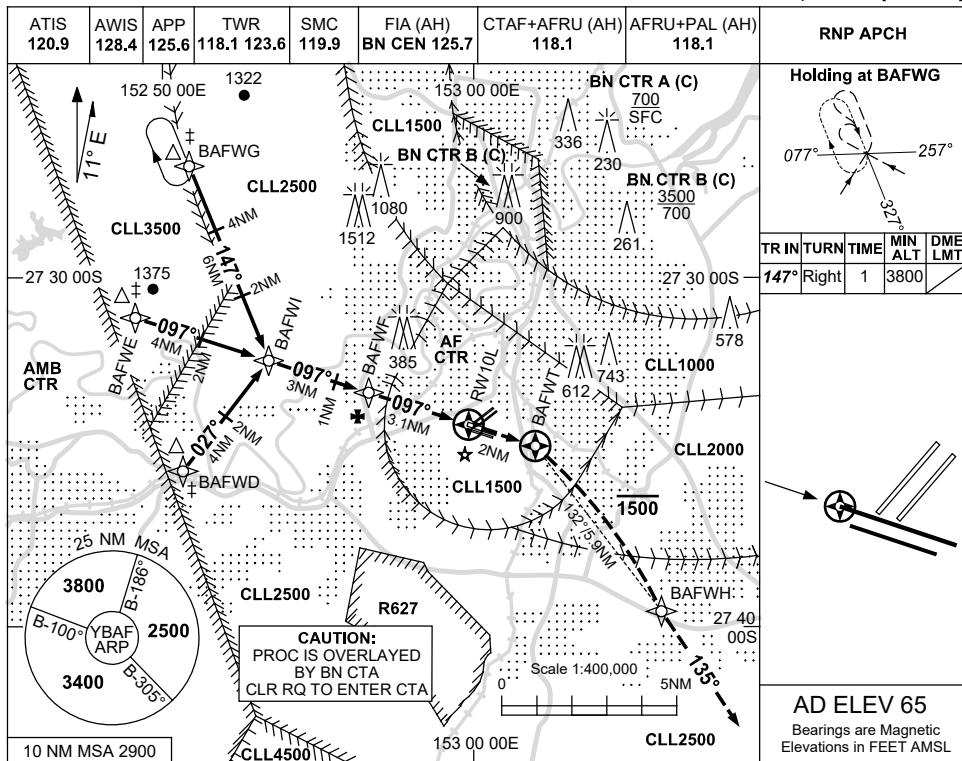 ATIS
120.9
AWIS
128.4
APP
125.6
TWR
118.1 123.6
SMC
119.9
FIA (AH)
BN CEN 125.7
CTAF+AFRU (AH)
118.1
AFRU+PAL (AH)
118.1
RNP APCH
152 50 00E
1322
153 00 00E
BN CTR A (C)
700
SFC
11° E
BAFWG
CLL1500
336
230
BN CTR B (C)
CLL2500
BN CTR B (C)
3500
700
1080
900
4NM
1512
261
CLL3500
147°
6NM
27 30 00S
1375
2NM
27 30 00S
BAFWI
BAFWE
097°
4NM
2NM
385
AF
CTR
578
AMB
CTR
097°
3NM
1NM
BAFWF
RW 10L
BAFWT
612
743
CLL1000
097°
3.1NM
2NM
027°
4NM
2NM
BAFWD
CLL2000
CLL1500
1500
132°/5.9NM
25 NM MSA
3800
B-186°
B-100°
YBAF
ARP
2500
3400
B-305°
CLL2500
R627
BAFWH
27 40
00S
CAUTION:
PROC IS OVERLAYED
BY BN CTA
CLR RQ TO ENTER CTA
Scale 1:400,000
0
5NM
135°
10 NM MSA 2900
CLL4500
153 00 00E
CLL2500
Holding at BAFWG
077°
257°
327°
TR IN TURN TIME MIN ALT DME LMT
147° Right 1 3800
AD ELEV 65
Bearings are Magnetic
Elevations in FEET AMSL